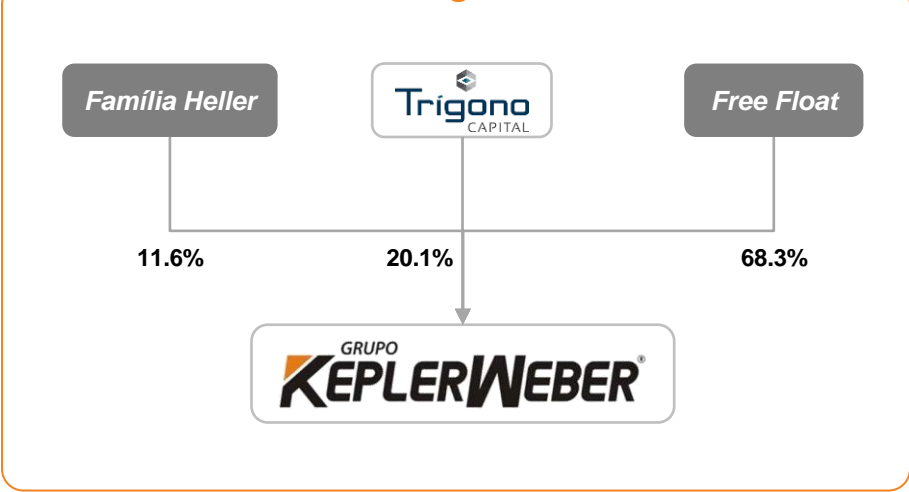 Família Heller
Trígono
CAPITAL
Free Float
11.6%
20.1%
68.3%
GRUPO
KEPLERWEBER®